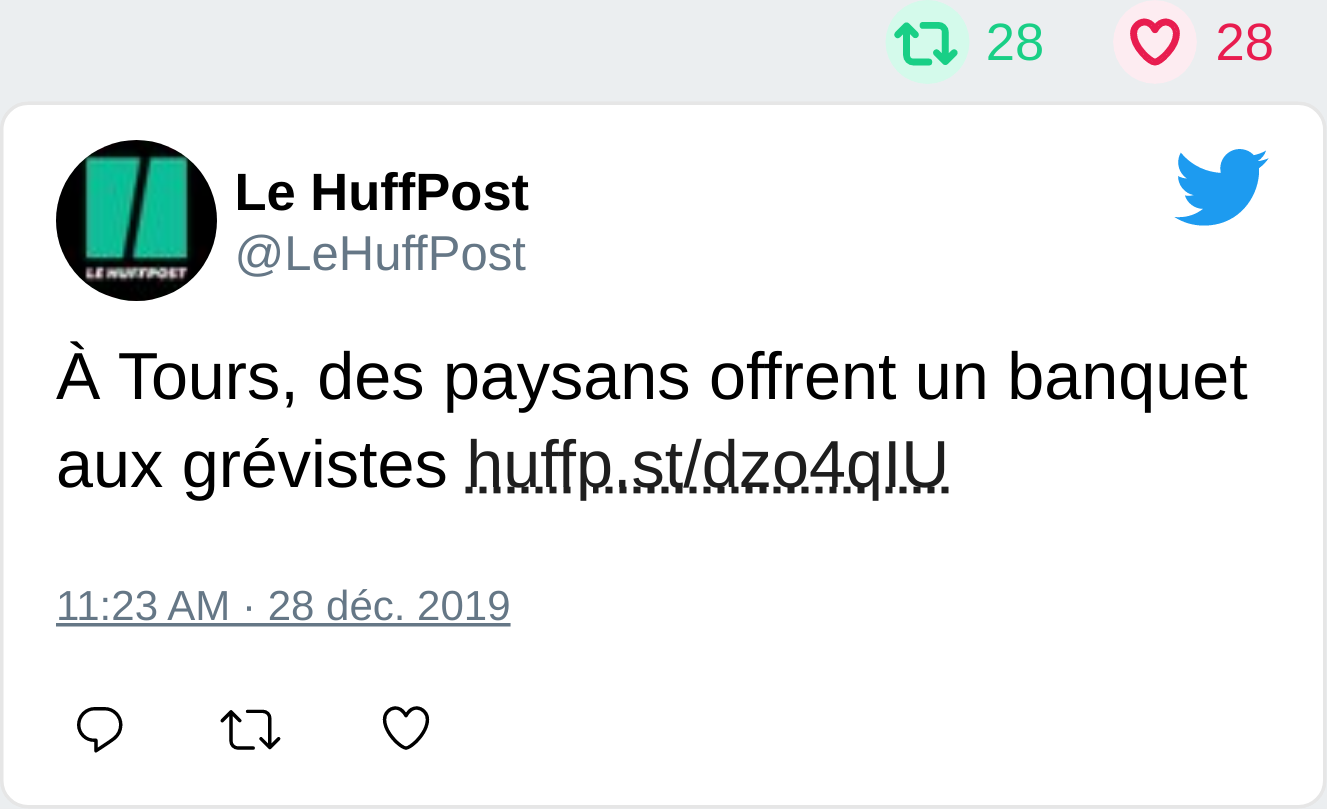 28 28
Le HuffPost
LE HUFFPOST
@LeHuffPost
À Tours, des paysans offrent un banquet
aux grévistes huffp.st/dzo4qIU
11:23 AM · 28 déc. 2019